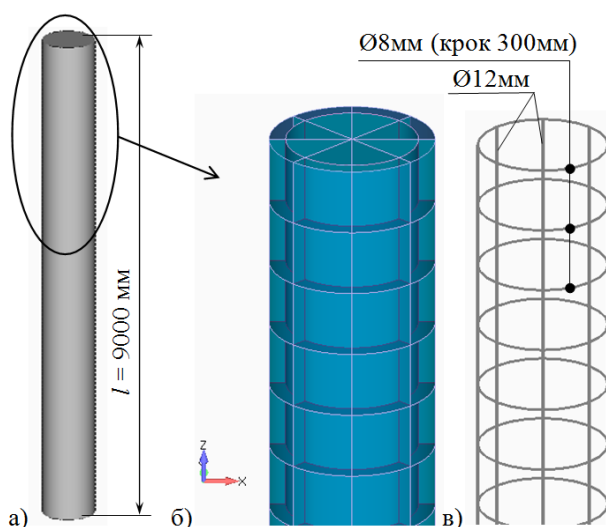 Ø8мм (крок 300мм)
Ø12мм
l = 9000 мм
Z
X
а)
б)
в)